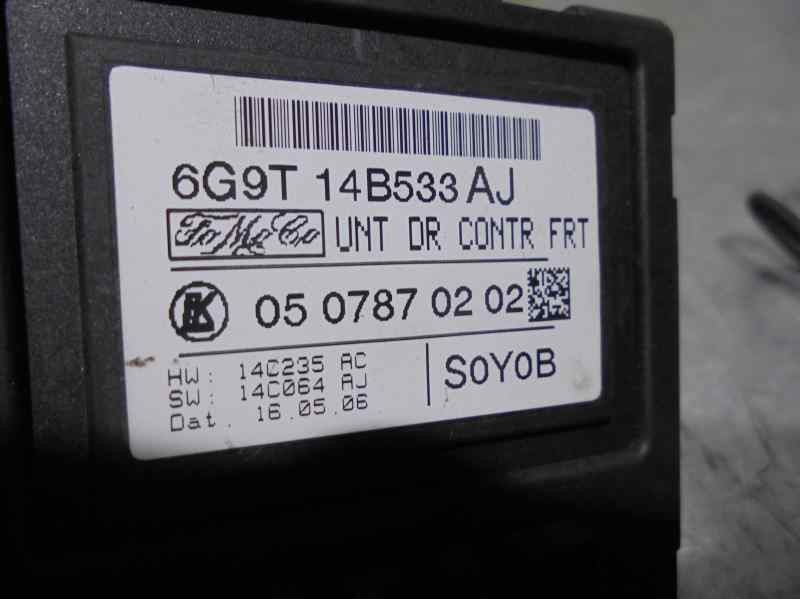 6G9T 14B533 AJ
FoMoCo UNT DR CONTR FRT
05 0787 02 02
HW: 14C235 AC
SW: 14C064 AJ
Dat. 16.05.06
S0Y0B